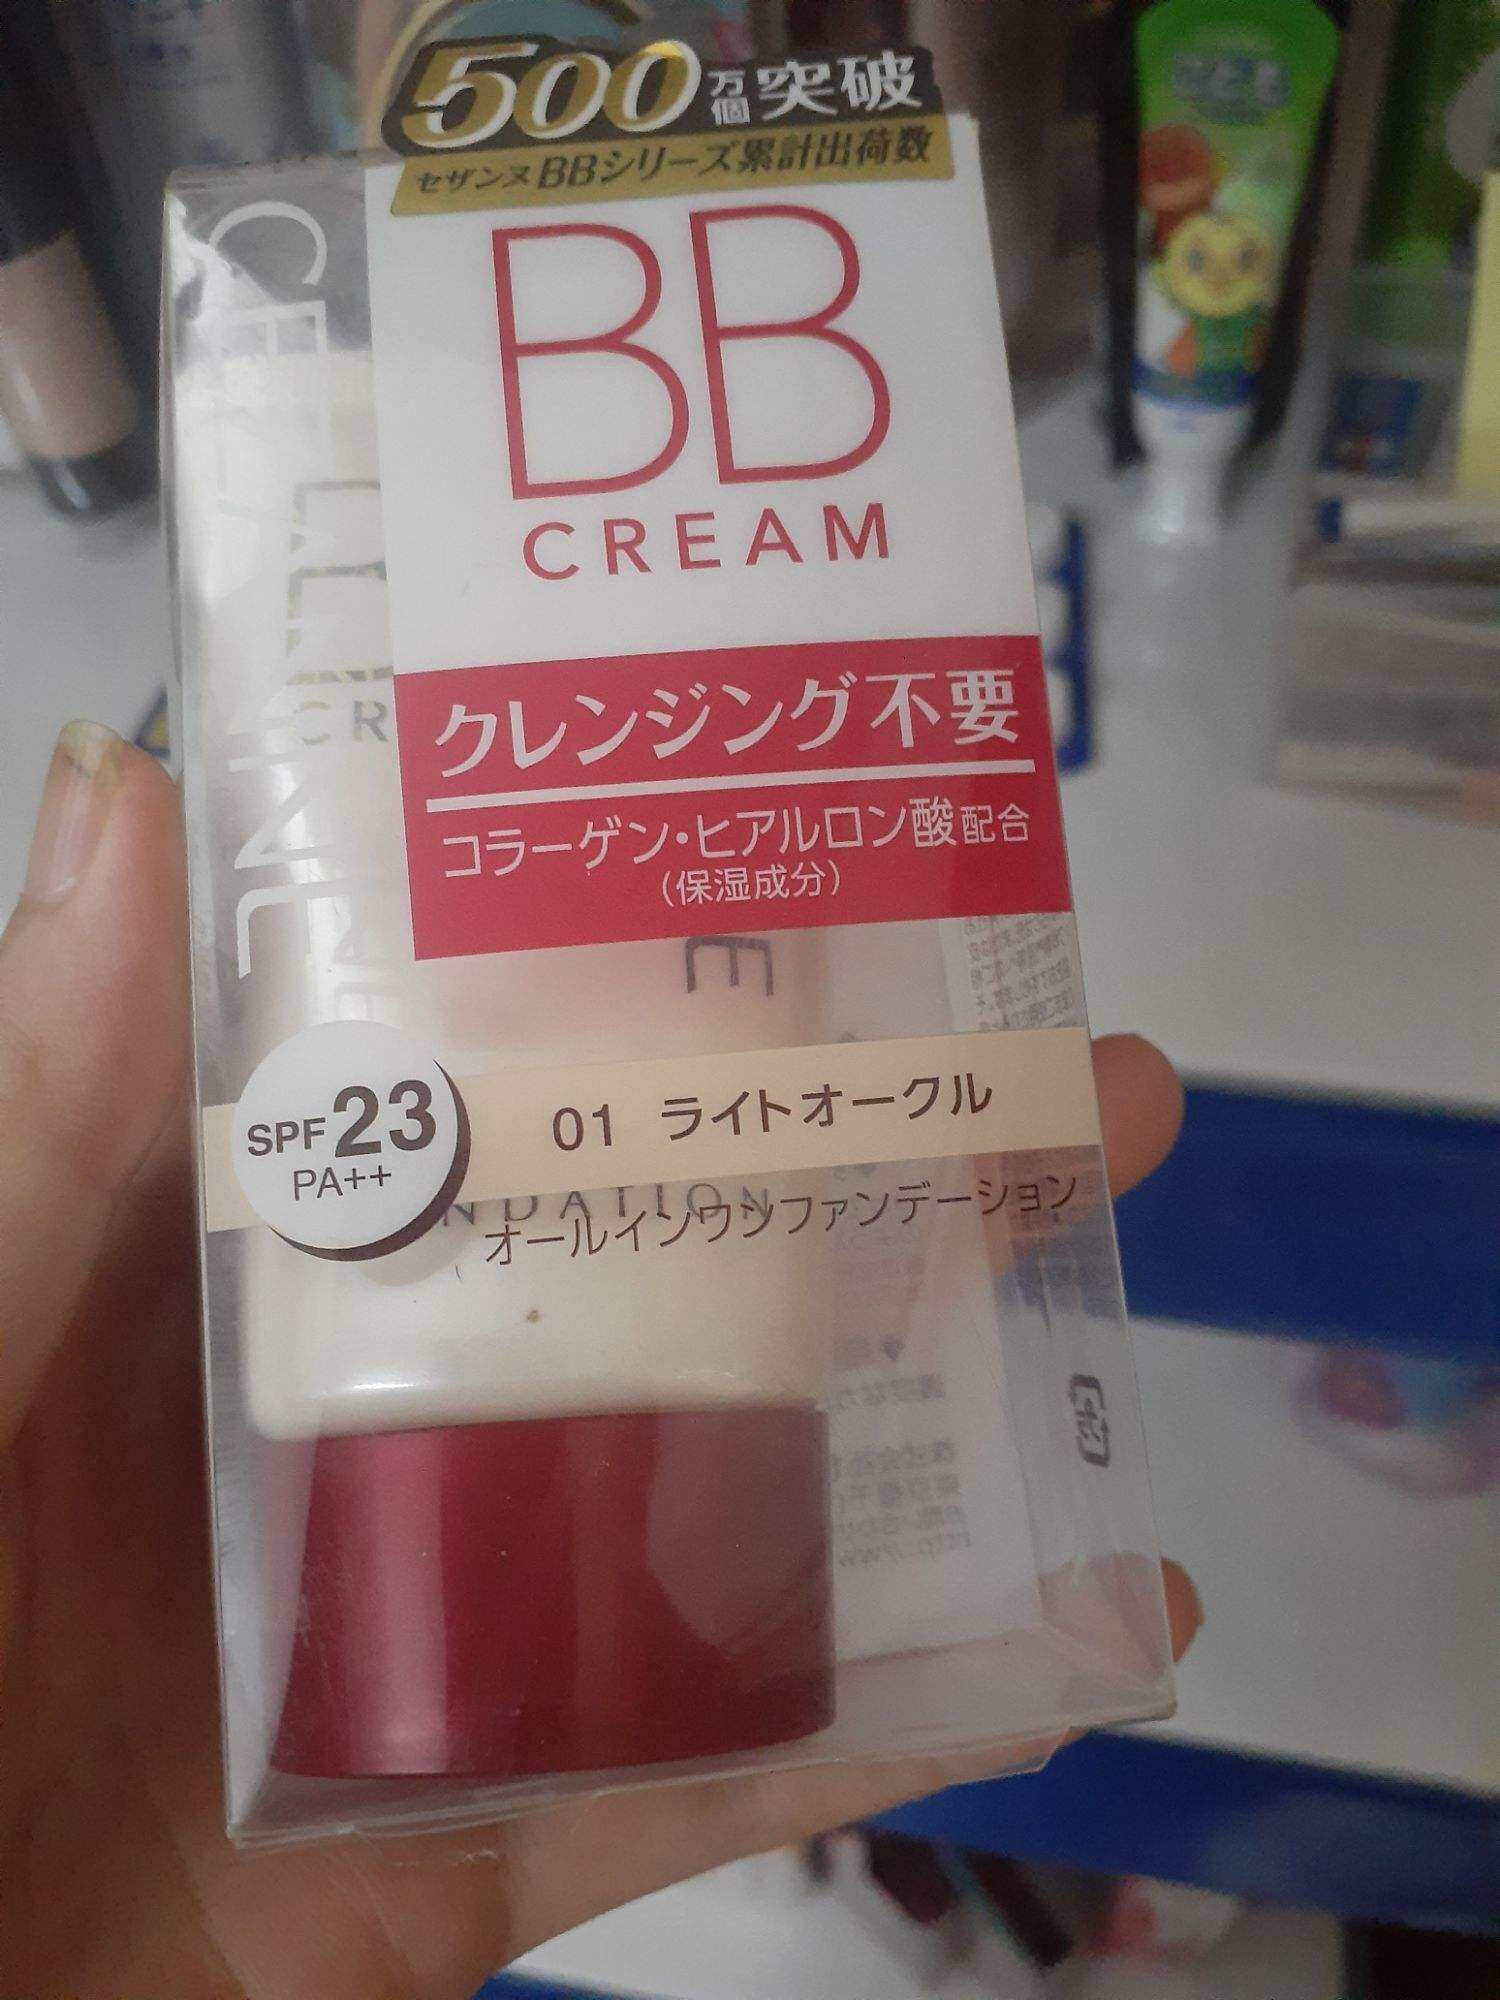 500万個突破
セザンヌBBシリーズ累計出荷数
BB
CREAM
クレンジング不要
コラーゲン・ヒアルロン酸配合
(保湿成分)
SPF23
PA++
01 ライトオークル
オールインワンファンデーション
CEZANNE